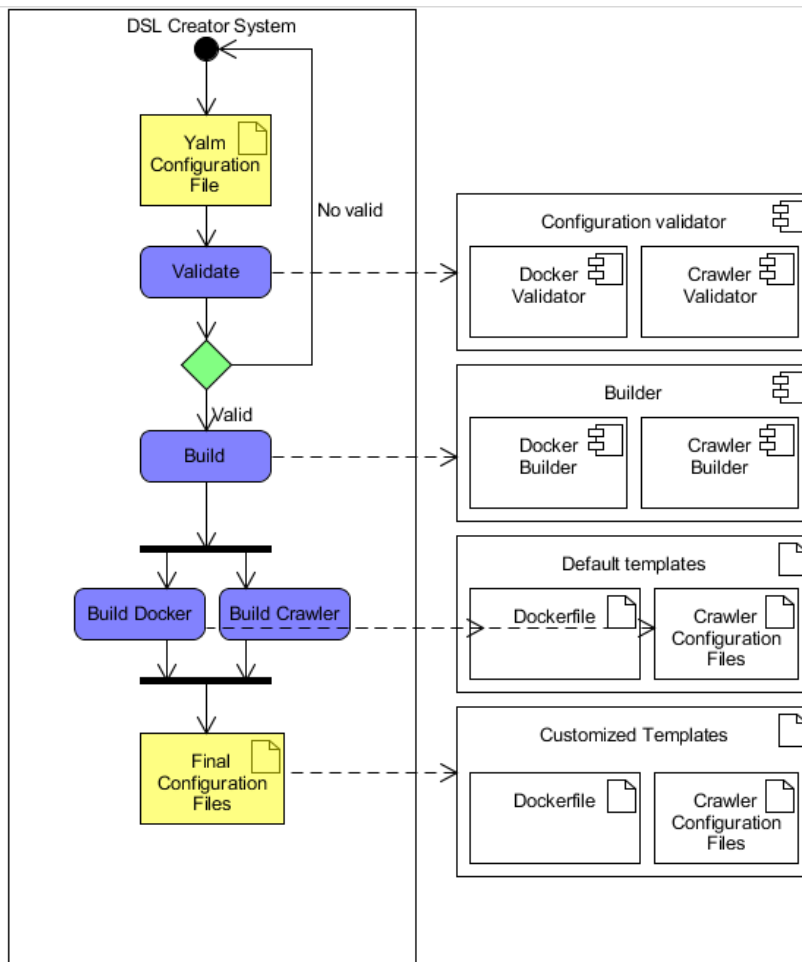 DSL Creator System
Yalm
Configuration
File
No valid
Validate
Valid
Build
Build Docker
Build Crawler
Final
Configuration
Files
Configuration validator
Docker
Validator
Crawler
Validator
Builder
Docker
Builder
Crawler
Builder
Default templates
Dockerfile
Crawler
Configuration
Files
Customized Templates
Dockerfile
Crawler
Configuration
Files